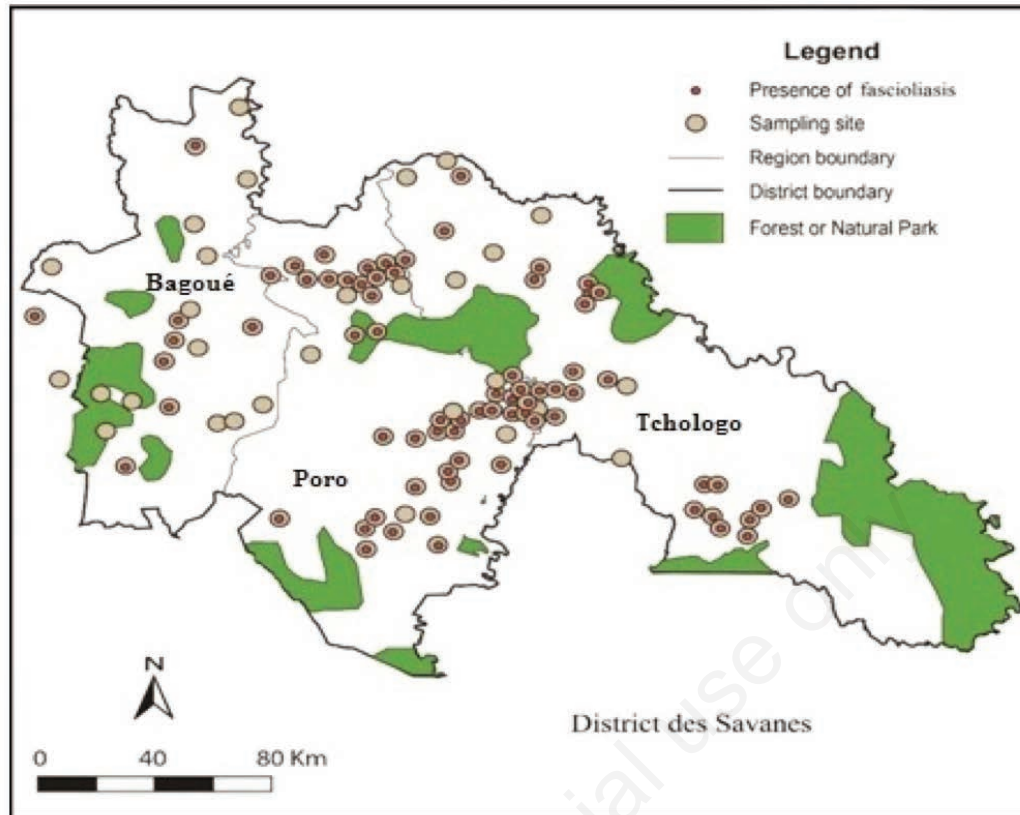 Legend
Presence of fascioliasis
Sampling site
Region boundary
District boundary
Forest or Natural Park
Bagoué
Tchologo
Poro
N
District des Savanes
0 40 80 Km